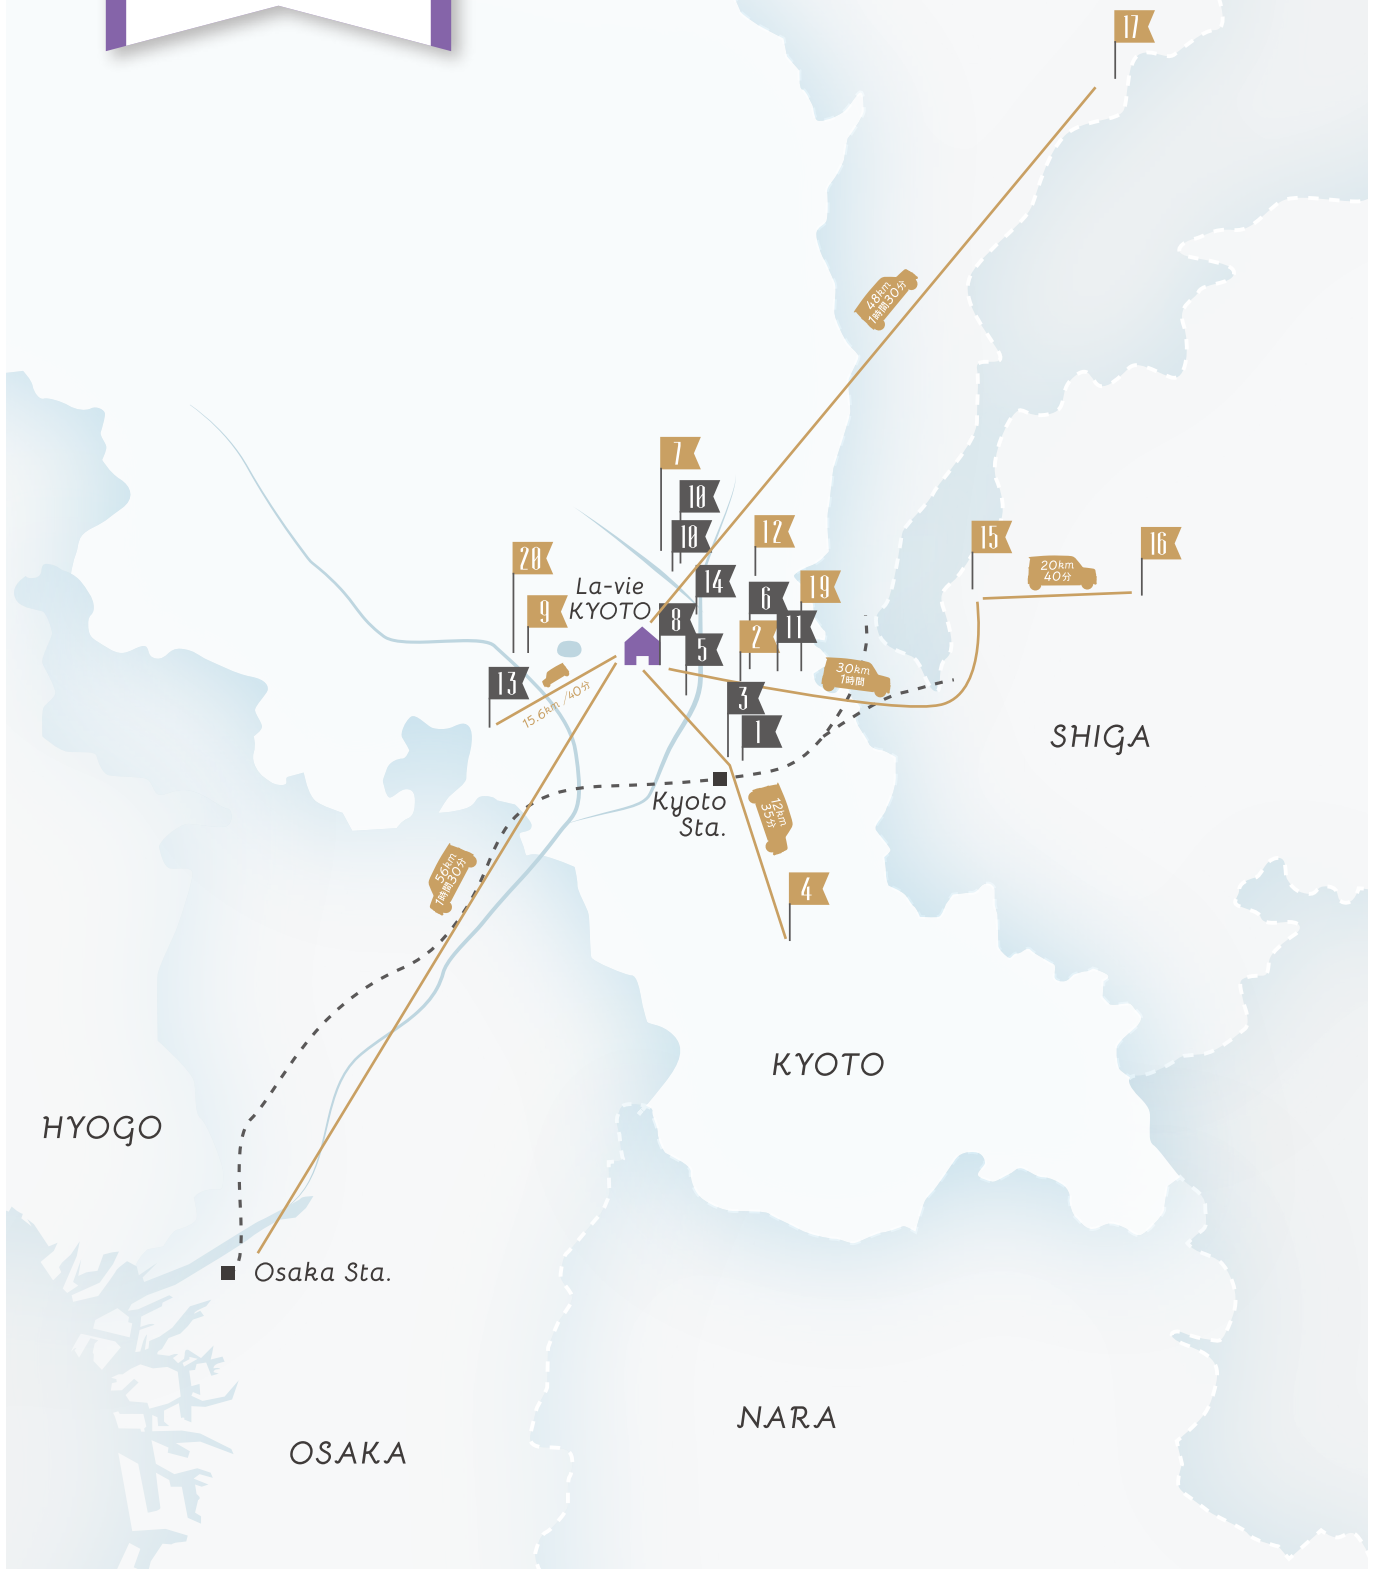 17
48km
1時間30分
7
10
10
12
15
16
20km
40分
20
14
19
La-vie
KYOTO
6
9
8
2
11
5
13
30km
1時間
15.6km/40分
3
1
SHIGA
Kyoto
Sta.
12km
35分
56km
1時間30分
4
KYOTO
HYOGO
Osaka Sta.
NARA
OSAKA